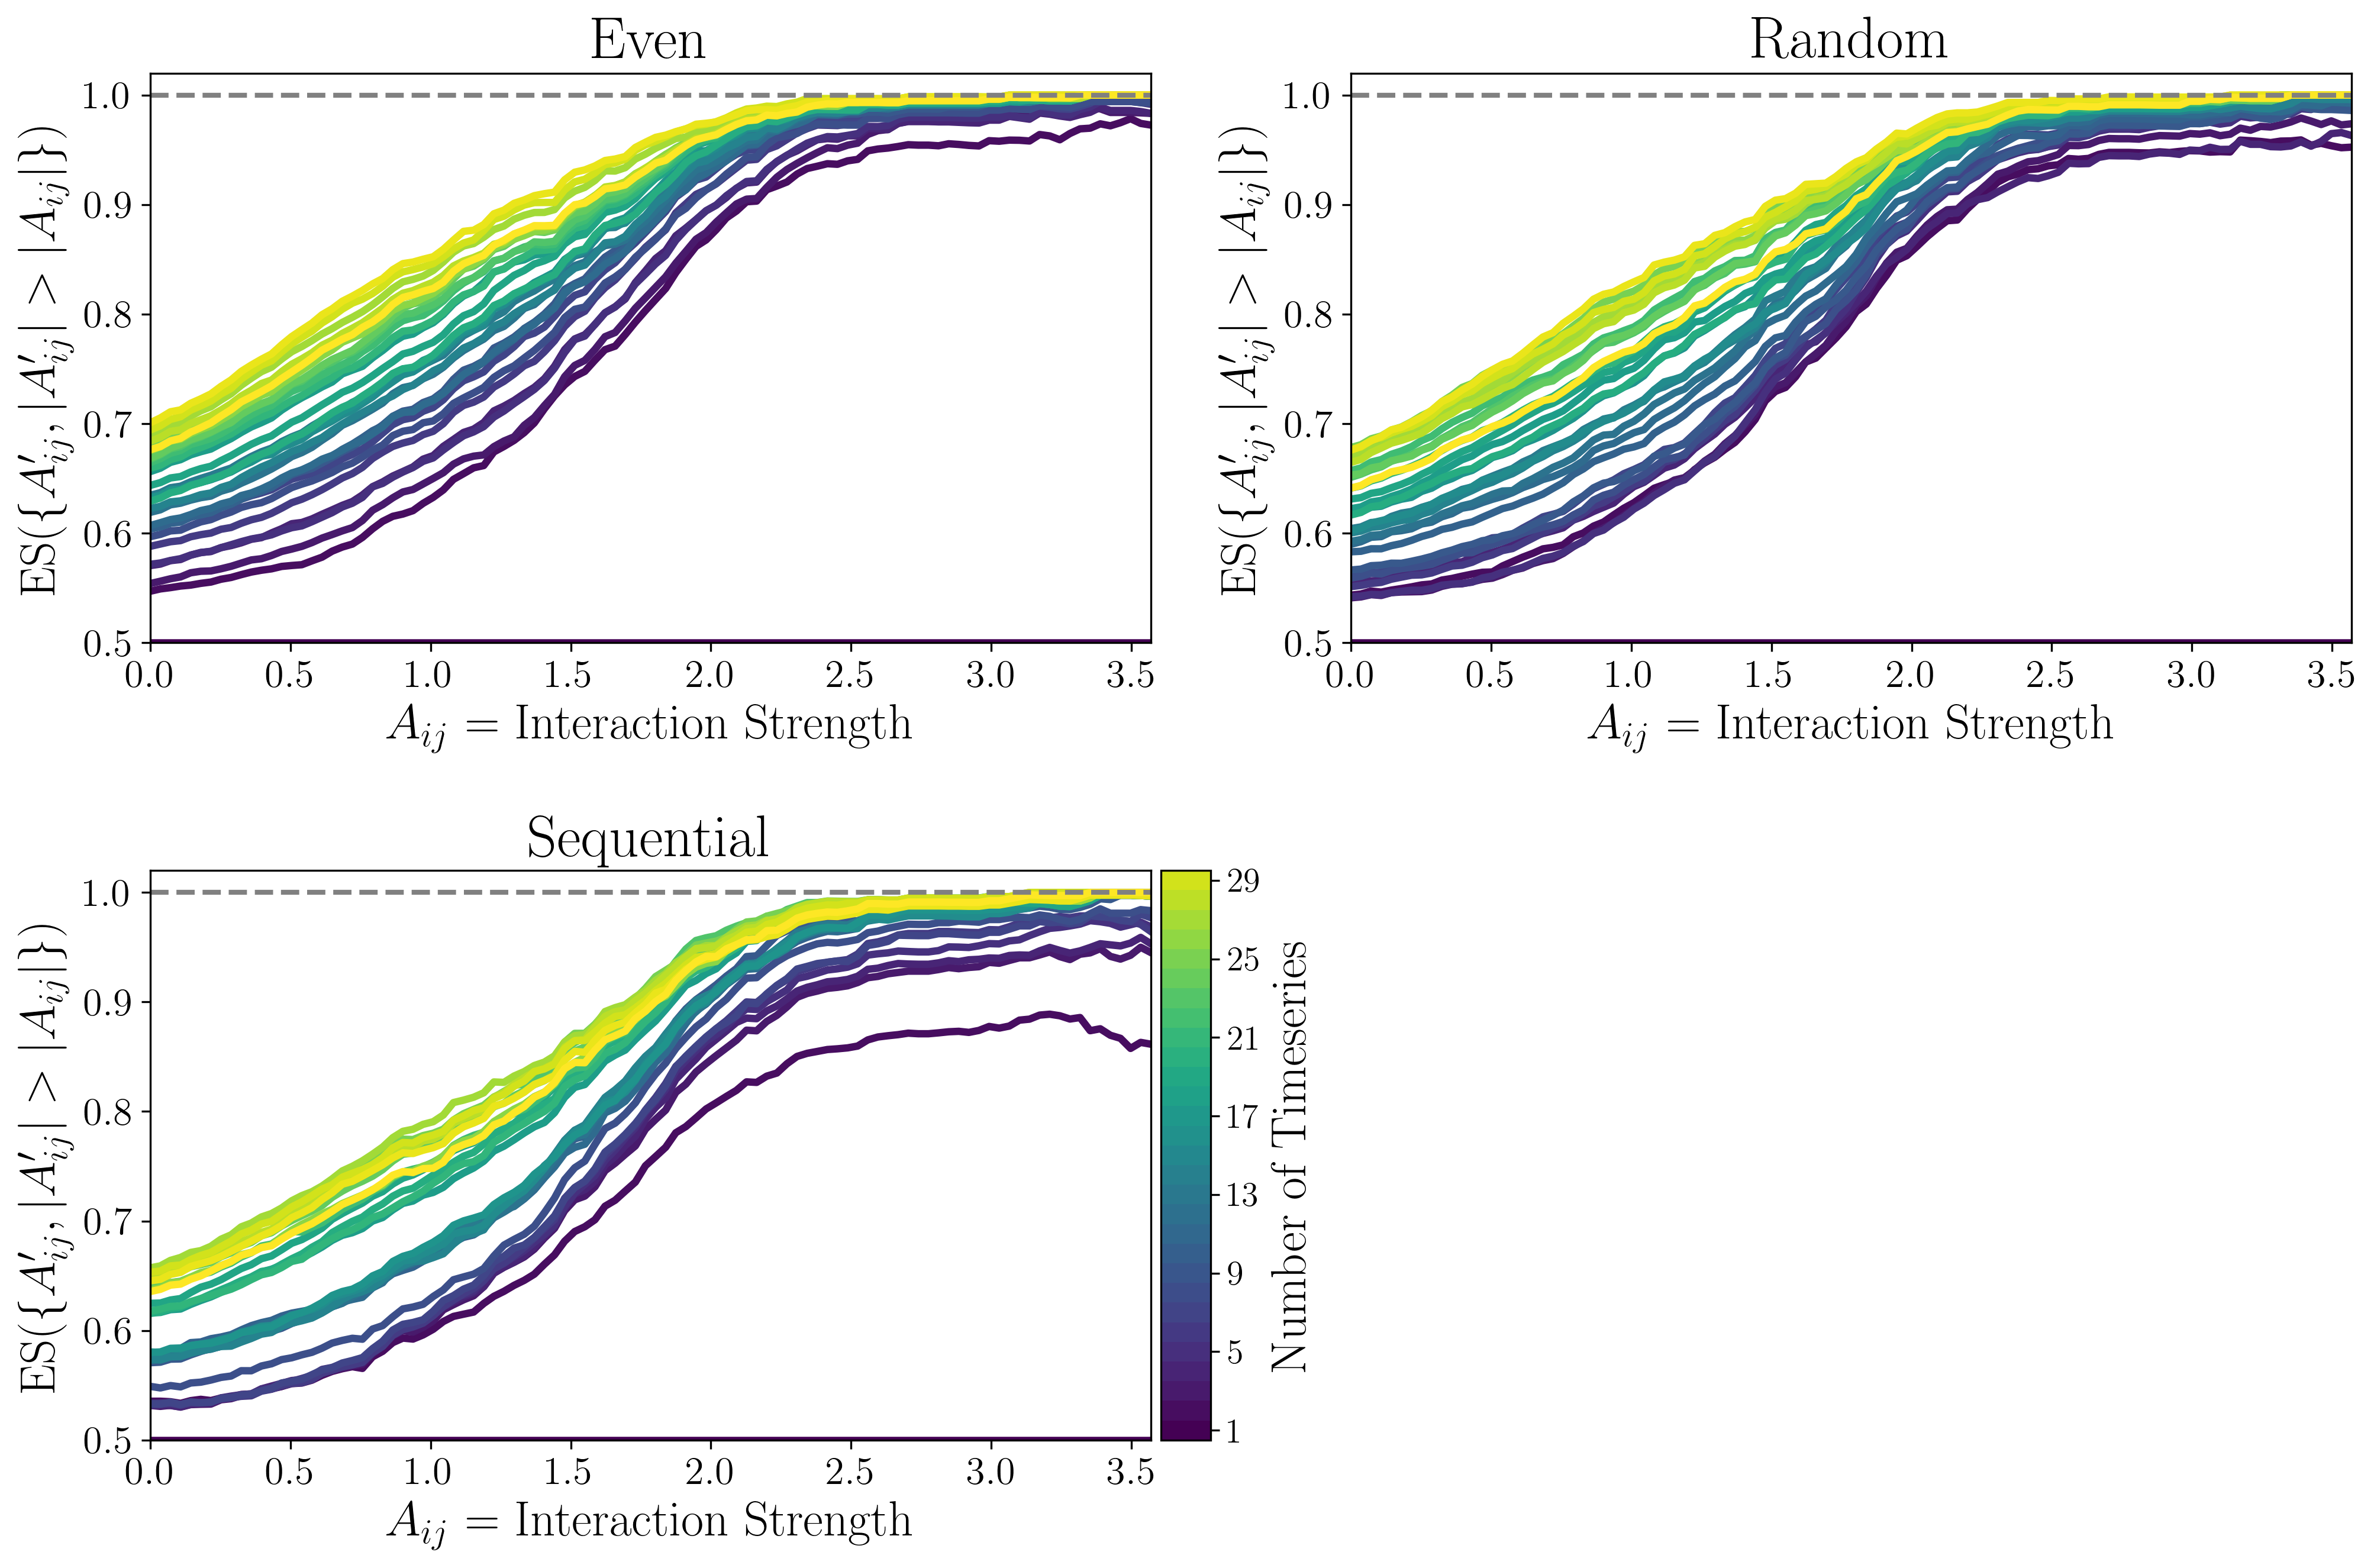 Even
ES({A′ij, |A′ij| > |Aij|})
1.0
0.9
0.8
0.7
0.6
0.5
0.0 0.5 1.0 1.5 2.0 2.5 3.0 3.5
Aij = Interaction Strength
Random
ES({A′ij, |A′ij| > |Aij|})
1.0
0.9
0.8
0.7
0.6
0.5
0.0 0.5 1.0 1.5 2.0 2.5 3.0 3.5
Aij = Interaction Strength
Sequential
ES({A′ij, |A′ij| > |Aij|})
1.0
0.9
0.8
0.7
0.6
0.5
0.0 0.5 1.0 1.5 2.0 2.5 3.0 3.5
Aij = Interaction Strength
29
25
21
17
13
9
5
1
Number of Timeseries